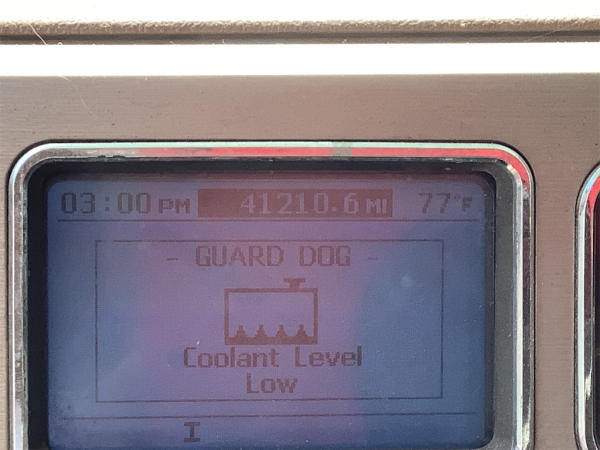 03:00 PM 41210.6 MI 77°F
- GUARD DOG -
Coolant Level
Low
I